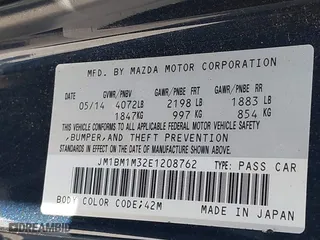 MFD. BY MAZDA MOTOR CORPORATION
GVWR/PNBV GAWR/PNBE FRT GAWR/PNBE RR
05/14 4072LB 2198 LB 1883 LB
1847KG 997 KG 854 KG
THIS VEHICLE CONFORMS TO ALL APPLICABLE
FEDERAL MOTOR VEHICLE SAFETY STANDARDS
,BUMPER,AND THEFT PREVENTION
STANDARDS IN EFFECT ON THE DATE OF
MANUFACTURE SHOWN ABOVE.
JM1BM1M32E1208762 TYPE: PASS CAR
BODY COLOR CODE;42M
MADE IN JAPAN
DREAMBID